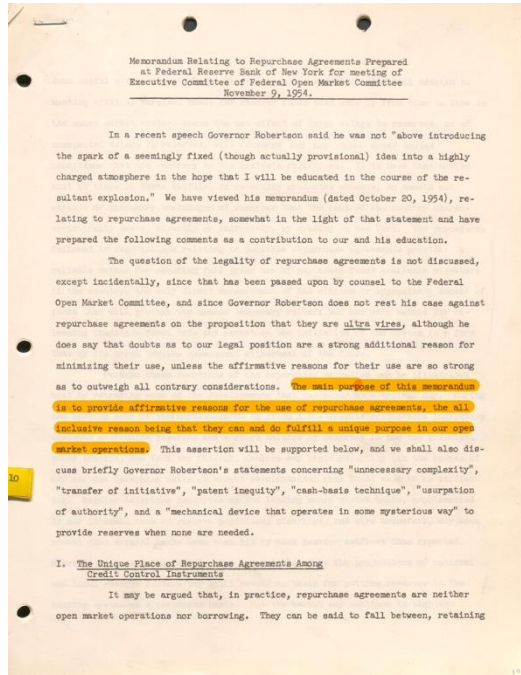 Memorandum Relating to Repurchase Agreements Prepared
at Federal Reserve Bank of New York for meeting of
Executive Committee of Federal Open Market Committee
November 9, 1954.
In a recent speech Governor Robertson said he was not "above introducing
the spark of a seemingly fixed (though actually provisional) idea into a highly
charged atmosphere in the hope that I will be educated in the course of the re-
sultant explosion." We have viewed his memorandum (dated October 20, 1954), re-
lating to repurchase agreements, somewhat in the light of that statement and have
prepared the following comments as a contribution to our and his education.
The question of the legality of repurchase agreements is not discussed,
except incidentally, since that has been passed upon by counsel to the Federal
Open Market Committee, and since Governor Robertson does not rest his case against
repurchase agreements on the proposition that they are ultra vires, although he
does say that doubts as to our legal position are a strong additional reason for
minimizing their use, unless the affirmative reasons for their use are so strong
as to outweigh all contrary considerations. The main purpose of this memorandum
is to provide affirmative reasons for the use of repurchase agreements, the all
inclusive reason being that they can and do fulfill a unique purpose in our open
market operations. This assertion will be supported below, and we shall also dis-
cuss briefly Governor Robertson's statements concerning "unnecessary complexity",
"transfer of initiative", "patent inequity", "cash-basis technique", "usurpation
of authority", and a "mechanical device that operates in some mysterious way" to
provide reserves when none are needed.
I. The Unique Place of Repurchase Agreements Among
Credit Control Instruments
It may be argued that, in practice, repurchase agreements are neither
open market operations nor borrowing. They can be said to fall between, retaining
10